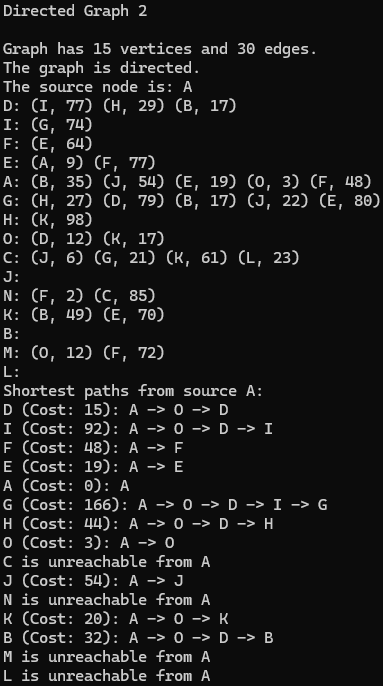 Directed Graph 2
Graph has 15 vertices and 30 edges.
The graph is directed.
The source node is: A
D: (I, 77) (H, 29) (B, 17)
I: (G, 74)
F: (E, 64)
E: (A, 9) (F, 77)
A: (B, 35) (J, 54) (E, 19) (O, 3) (F, 48)
G: (H, 27) (D, 79) (B, 17) (J, 22) (E, 80)
H: (K, 98)
O: (D, 12) (K, 17)
C: (J, 6) (G, 21) (K, 61) (L, 23)
J:
N: (F, 2) (C, 85)
K: (B, 49) (E, 70)
B:
M: (O, 12) (F, 72)
L:
Shortest paths from source A:
D (Cost: 15): A -> O -> D
I (Cost: 92): A -> O -> D -> I
F (Cost: 48): A -> F
E (Cost: 19): A -> E
A (Cost: 0): A
G (Cost: 166): A -> O -> D -> I -> G
H (Cost: 44): A -> O -> D -> H
O (Cost: 3): A -> O
C is unreachable from A
J (Cost: 54): A -> J
N is unreachable from A
K (Cost: 20): A -> O -> K
B (Cost: 32): A -> O -> D -> B
M is unreachable from A
L is unreachable from A